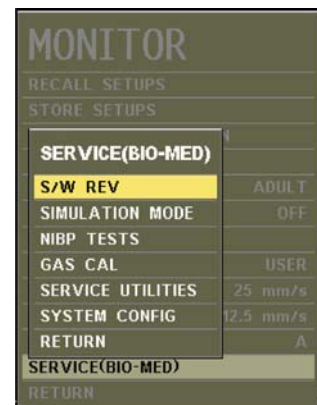 MONITOR
RECALL SETUPS
STORE SETUPS
N
SERVICE(BIO-MED)
S/W REV
ADULT
SIMULATION MODE
OFF
NIBP TESTS
GAS CAL
USER
SERVICE UTILITIES
25 mm/s
SYSTEM CONFIG
12.5 mm/s
RETURN
A
SERVICE(BIO-MED)
RETURN